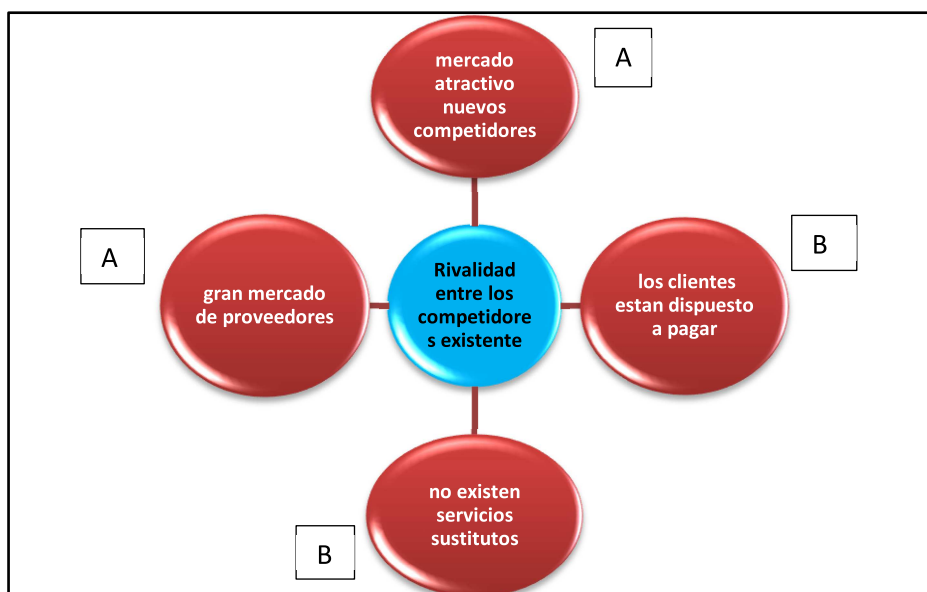 mercado
atractivo
nuevos
competidores
A
A
gran mercado
de proveedores
Rivalidad
entre los
competidore
s existente
los clientes
estan dispuesto
a pagar
B
no existen
servicios
sustitutos
B